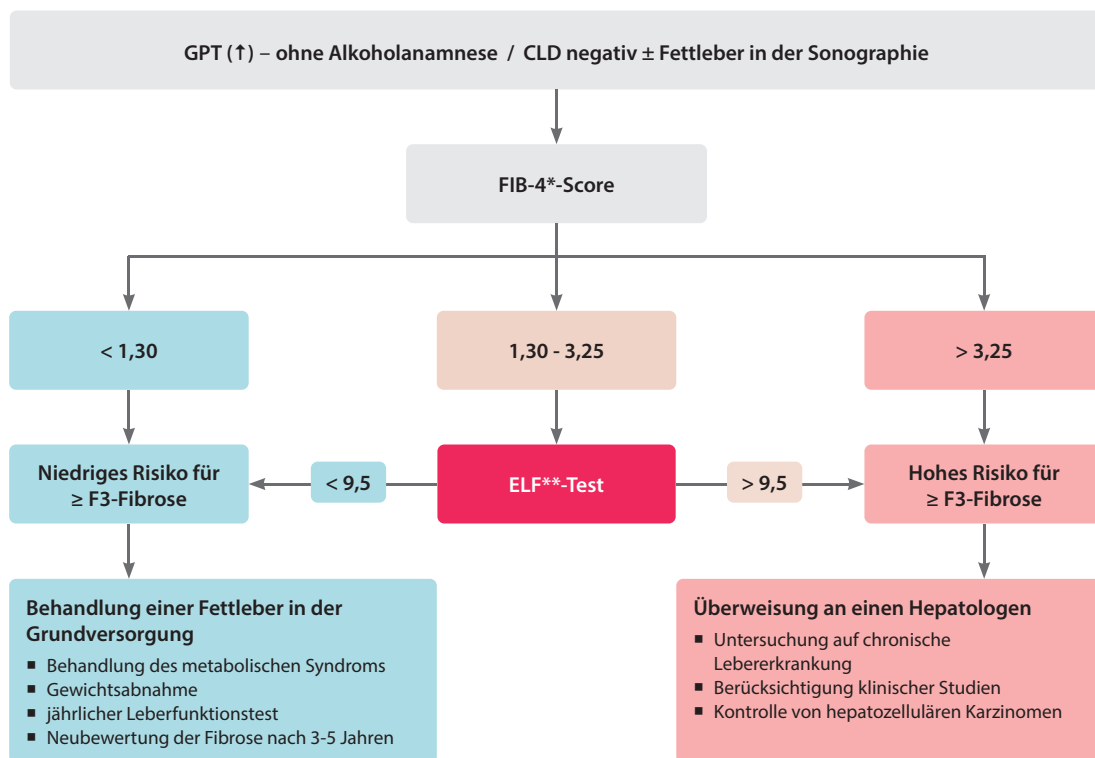 GPT (↑) – ohne Alkoholanamnese / CLD negativ ± Fettleber in der Sonographie
FIB-4*-Score
< 1,30
1,30 - 3,25
> 3,25
Niedriges Risiko für
≥ F3-Fibrose
< 9,5
ELF**-Test
> 9,5
Hohes Risiko für
≥ F3-Fibrose
Behandlung einer Fettleber in der
Grundversorgung
▪ Behandlung des metabolischen Syndroms
▪ Gewichtsabnahme
▪ jährlicher Leberfunktionstest
▪ Neubewertung der Fibrose nach 3-5 Jahren
Überweisung an einen Hepatologen
▪ Untersuchung auf chronische
Lebererkrankung
▪ Berücksichtigung klinischer Studien
▪ Kontrolle von hepatozellulären Karzinomen